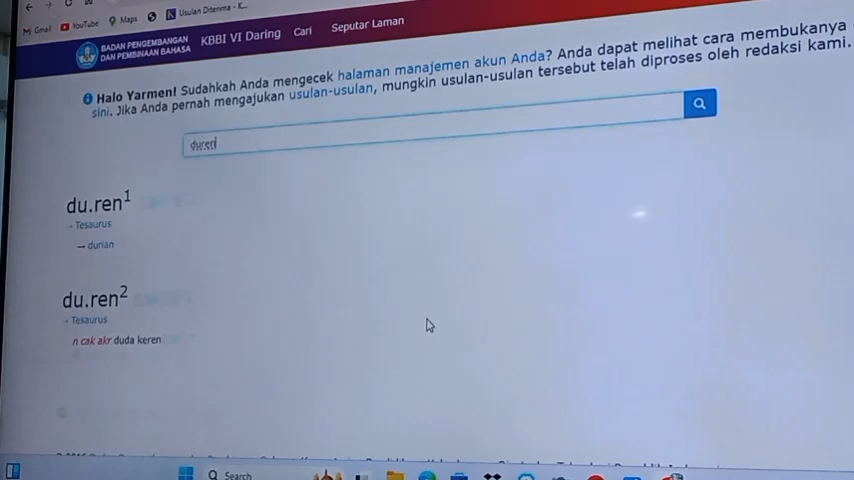 Gmail
YouTube
Maps
Usulan Ditenma - K...
BADAN PENGEMBANGAN
DAN PEMBINAAN BAHASA
KBBI VI Daring
Cari
Seputar Laman
Halo Yarmen! Sudahkah Anda mengecek halaman manajemen akun Anda? Anda dapat melihat cara membukanya
sini. Jika Anda pernah mengajukan usulan-usulan, mungkin usulan-usulan tersebut telah diproses oleh redaksi kami.
du.ren1
→ Tesaurus
→ durian
du.ren2
→ Tesaurus
n cak akr duda keren
Search